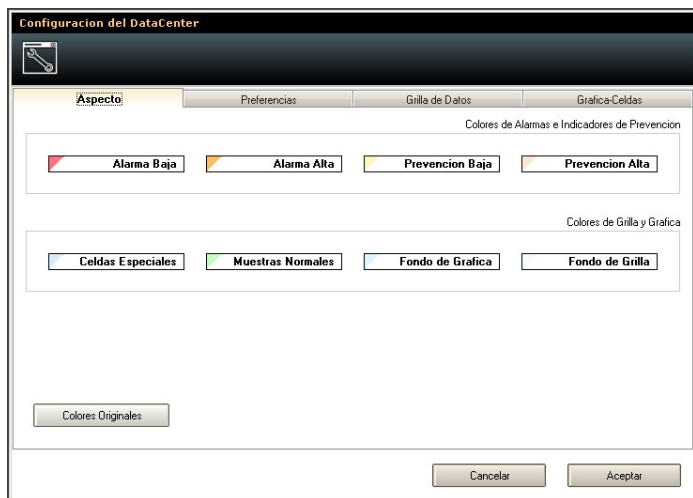 Configuracion del DataCenter
Aspecto Preferencias Grilla de Datos Grafica-Celdas
Colores de Alarmas e Indicadores de Prevencion
Alarma Baja Alarma Alta Prevencion Baja Prevencion Alta
Colores de Grilla y Grafica
Celdas Especiales Muestras Normales Fondo de Grafica Fondo de Grilla
Colores Originales
Cancelar Aceptar